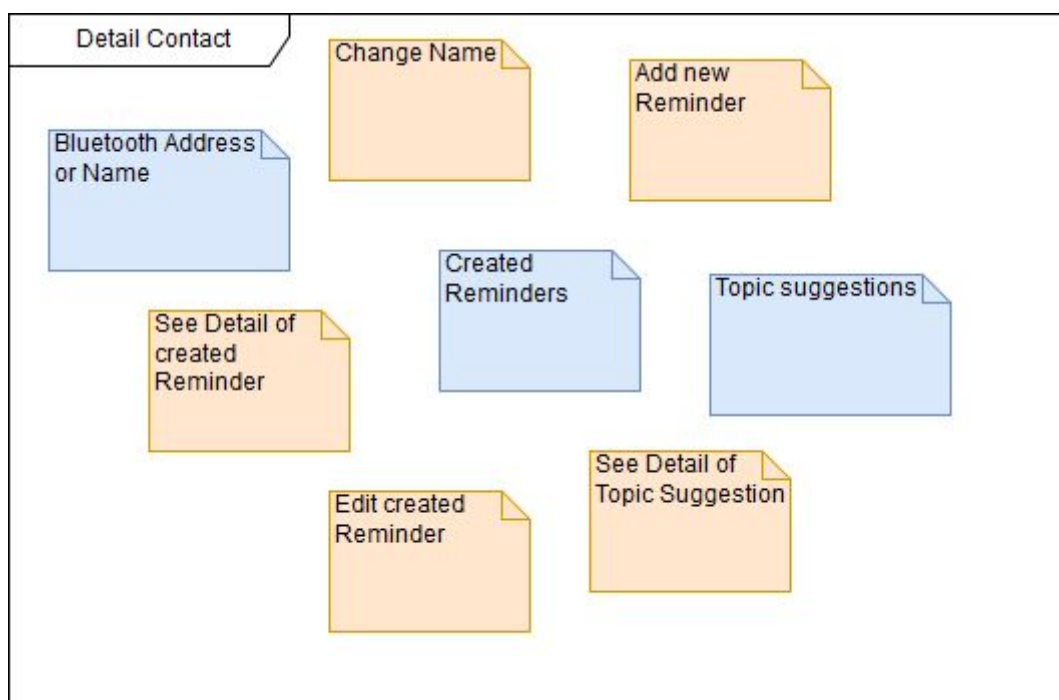 Detail Contact
Change Name
Add new
Reminder
Bluetooth Address
or Name
Created
Reminders
Topic suggestions
See Detail of
created
Reminder
See Detail of
Topic Suggestion
Edit created
Reminder